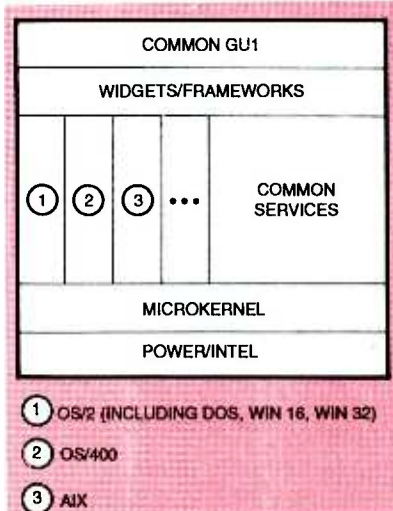 COMMON GU1
WIDGETS/FRAMEWORKS
1 2 3 ••• COMMON
SERVICES
MICROKERNEL
POWER/INTEL
1 OS/2 (INCLUDING DOS, WIN 16, WIN 32)
2 OS/400
3 AIX